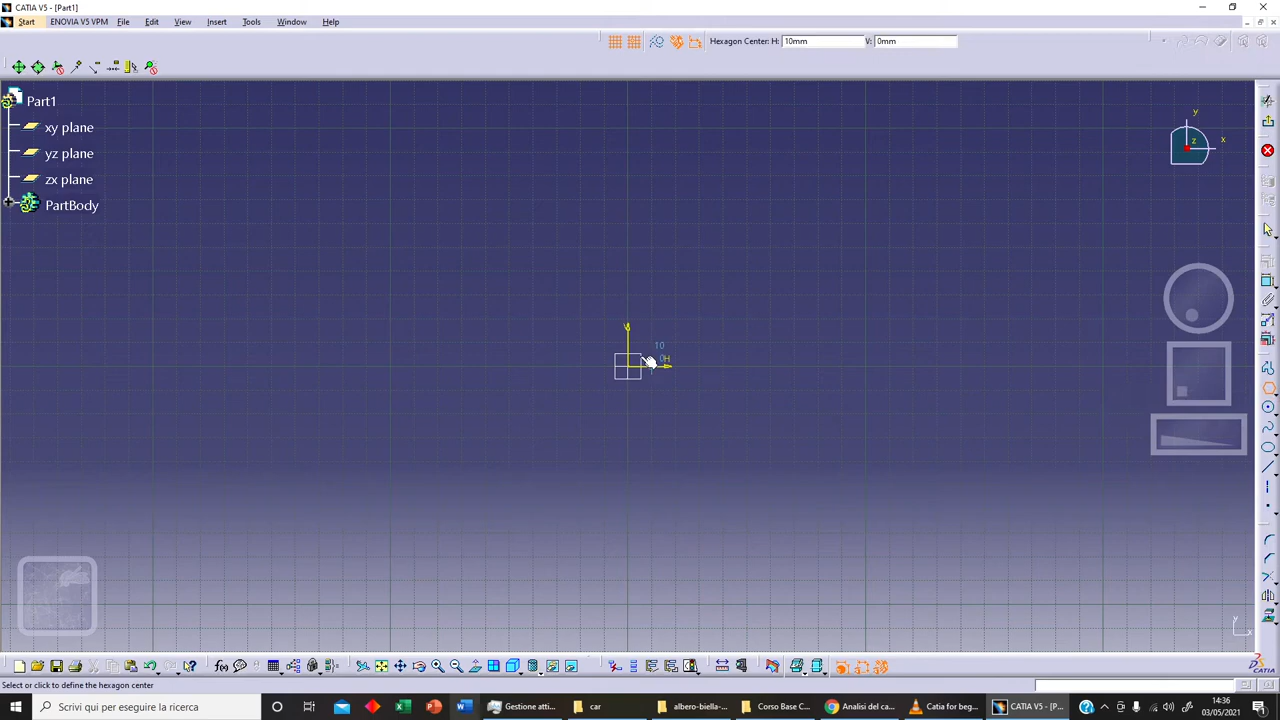 CATIA V5 - [Part1]
Start ENOVIA V5 VPM File Edit View Insert Tools Window Help
Hexagon Center: H: 10mm V: 0mm
Part1
xy plane
yz plane
zx plane
PartBody
y
x
z
V
10
0H
f(x)
y
x
CATIA
Select or click to define the hexagon center
Scrivi qui per eseguire la ricerca
Gestione atti... car albero-biella-... Corso Base C... Analisi del ca... Catia for beg... CATIA V5 - [P...
14:36
03/05/2021